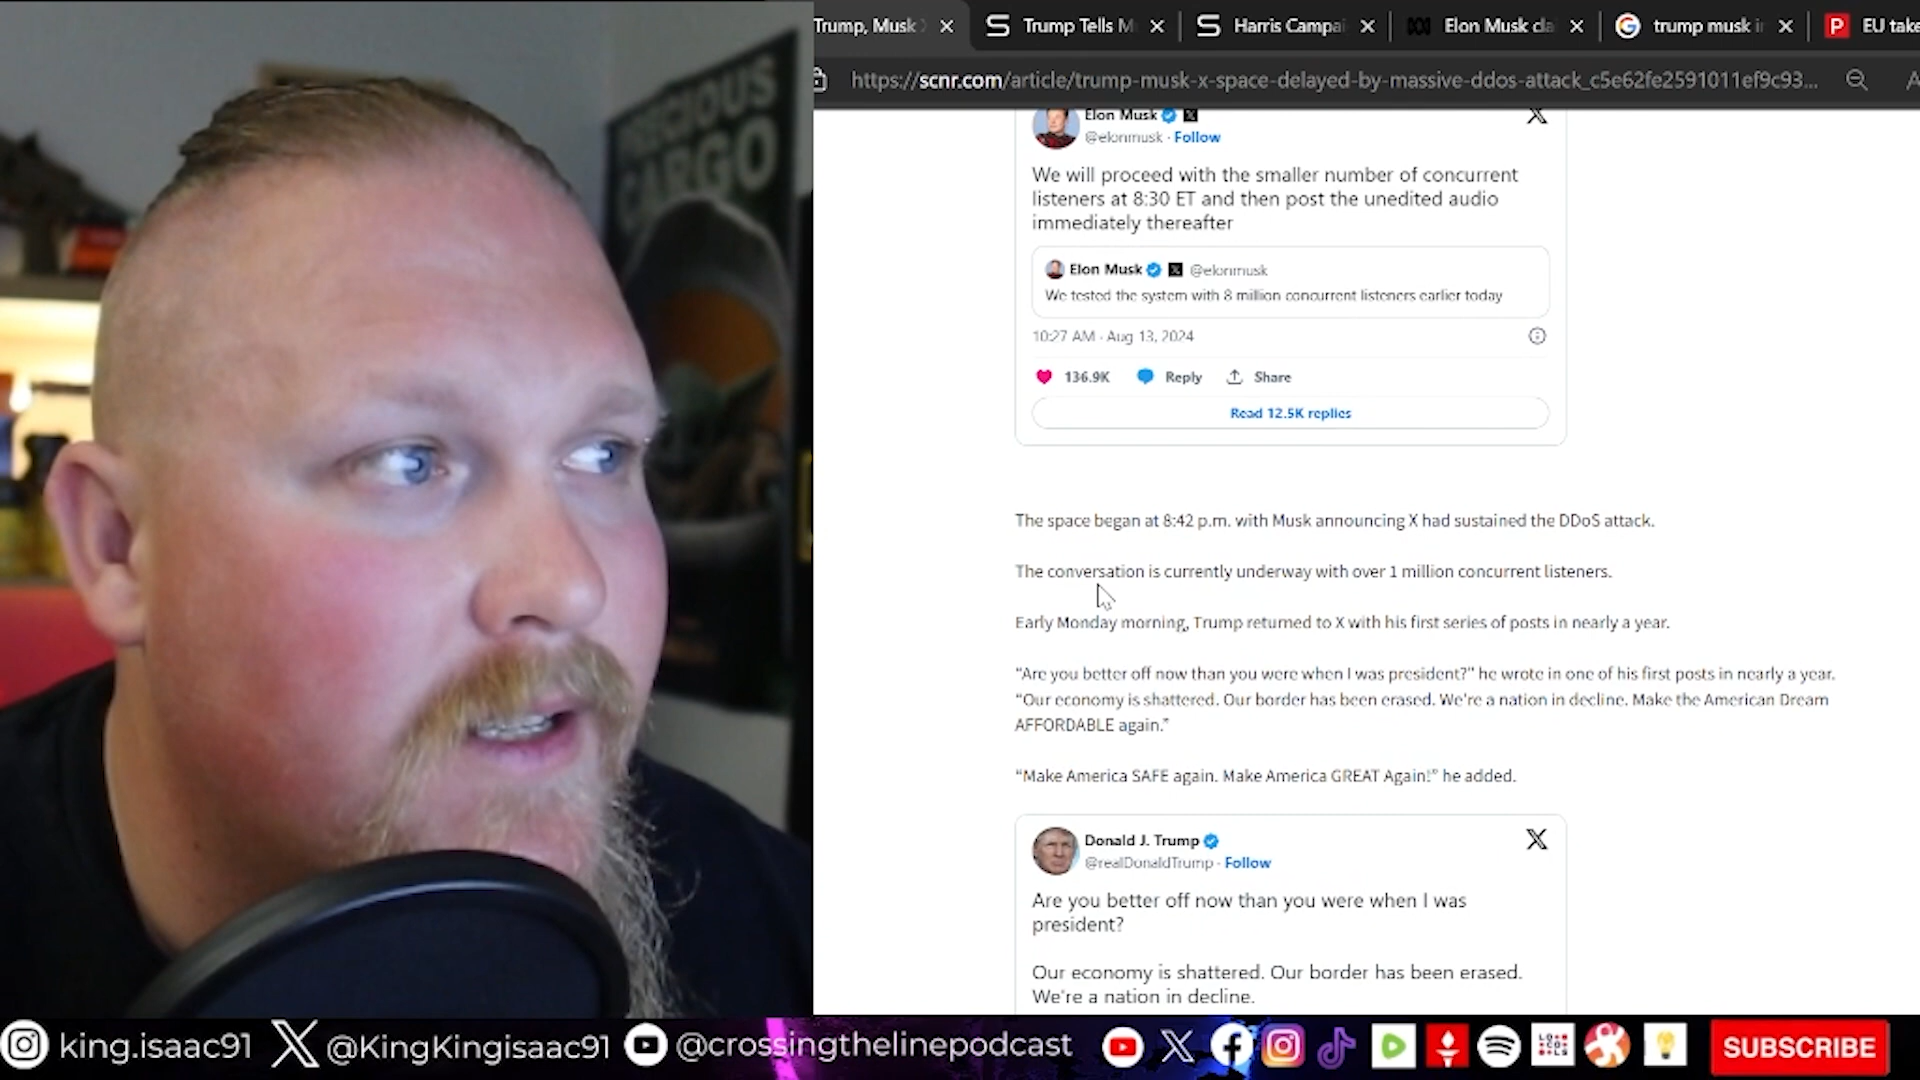 Trump, Musk
Trump Tells M
Harris Campai
Elon Musk cla
trump musk i
EU take
https://scnr.com/article/trump-musk-x-space-delayed-by-massive-ddos-attack_c5e62fe2591011ef9c93...
PRECIOUS
CARGO
Elon Musk
@elonmusk · Follow
We will proceed with the smaller number of concurrent
listeners at 8:30 ET and then post the unedited audio
immediately thereafter
Elon Musk @elonmusk
We tested the system with 8 million concurrent listeners earlier today
10:27 AM · Aug 13, 2024
136.9K Reply Share
Read 12.5K replies
The space began at 8:42 p.m. with Musk announcing X had sustained the DDoS attack.
The conversation is currently underway with over 1 million concurrent listeners.
Early Monday morning, Trump returned to X with his first series of posts in nearly a year.
“Are you better off now than you were when I was president?” he wrote in one of his first posts in nearly a year.
“Our economy is shattered. Our border has been erased. We're a nation in decline. Make the American Dream
AFFORDABLE again.”
“Make America SAFE again. Make America GREAT Again!” he added.
Donald J. Trump
@realDonaldTrump · Follow
Are you better off now than you were when I was
president?
Our economy is shattered. Our border has been erased.
We're a nation in decline.
king.isaac91 @KingKingisaac91 @crossingthelinepodcast
LOCALS
SUBSCRIBE